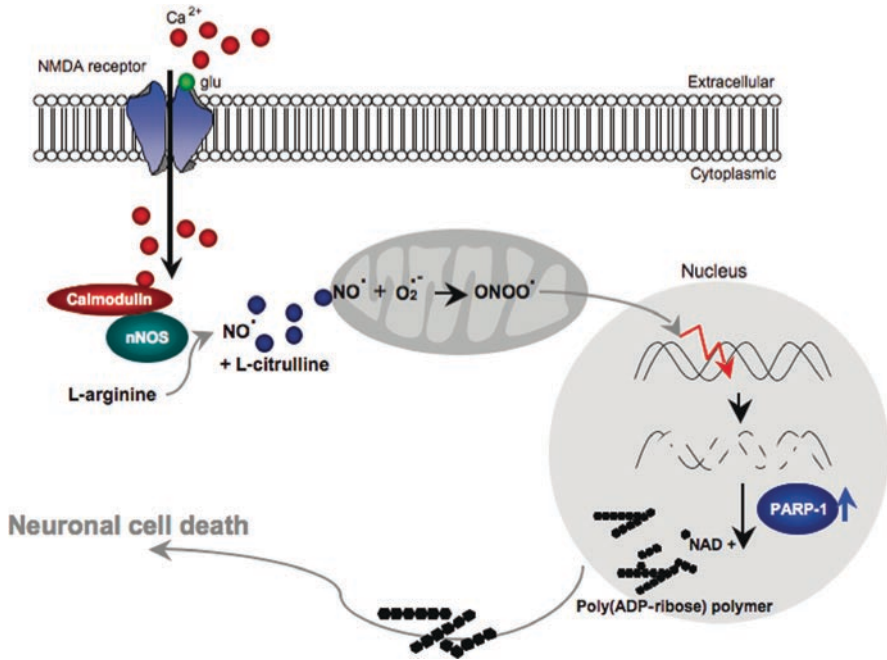 Ca2+
NMDA receptor
glu
Extracellular
Cytoplasmic
Calmodulin
nNOS
L-arginine
NO•
+ L-citrulline
NO• + O2•- ONOO•
Nucleus
PARP-1
NAD +
Poly(ADP-ribose) polymer
Neuronal cell death